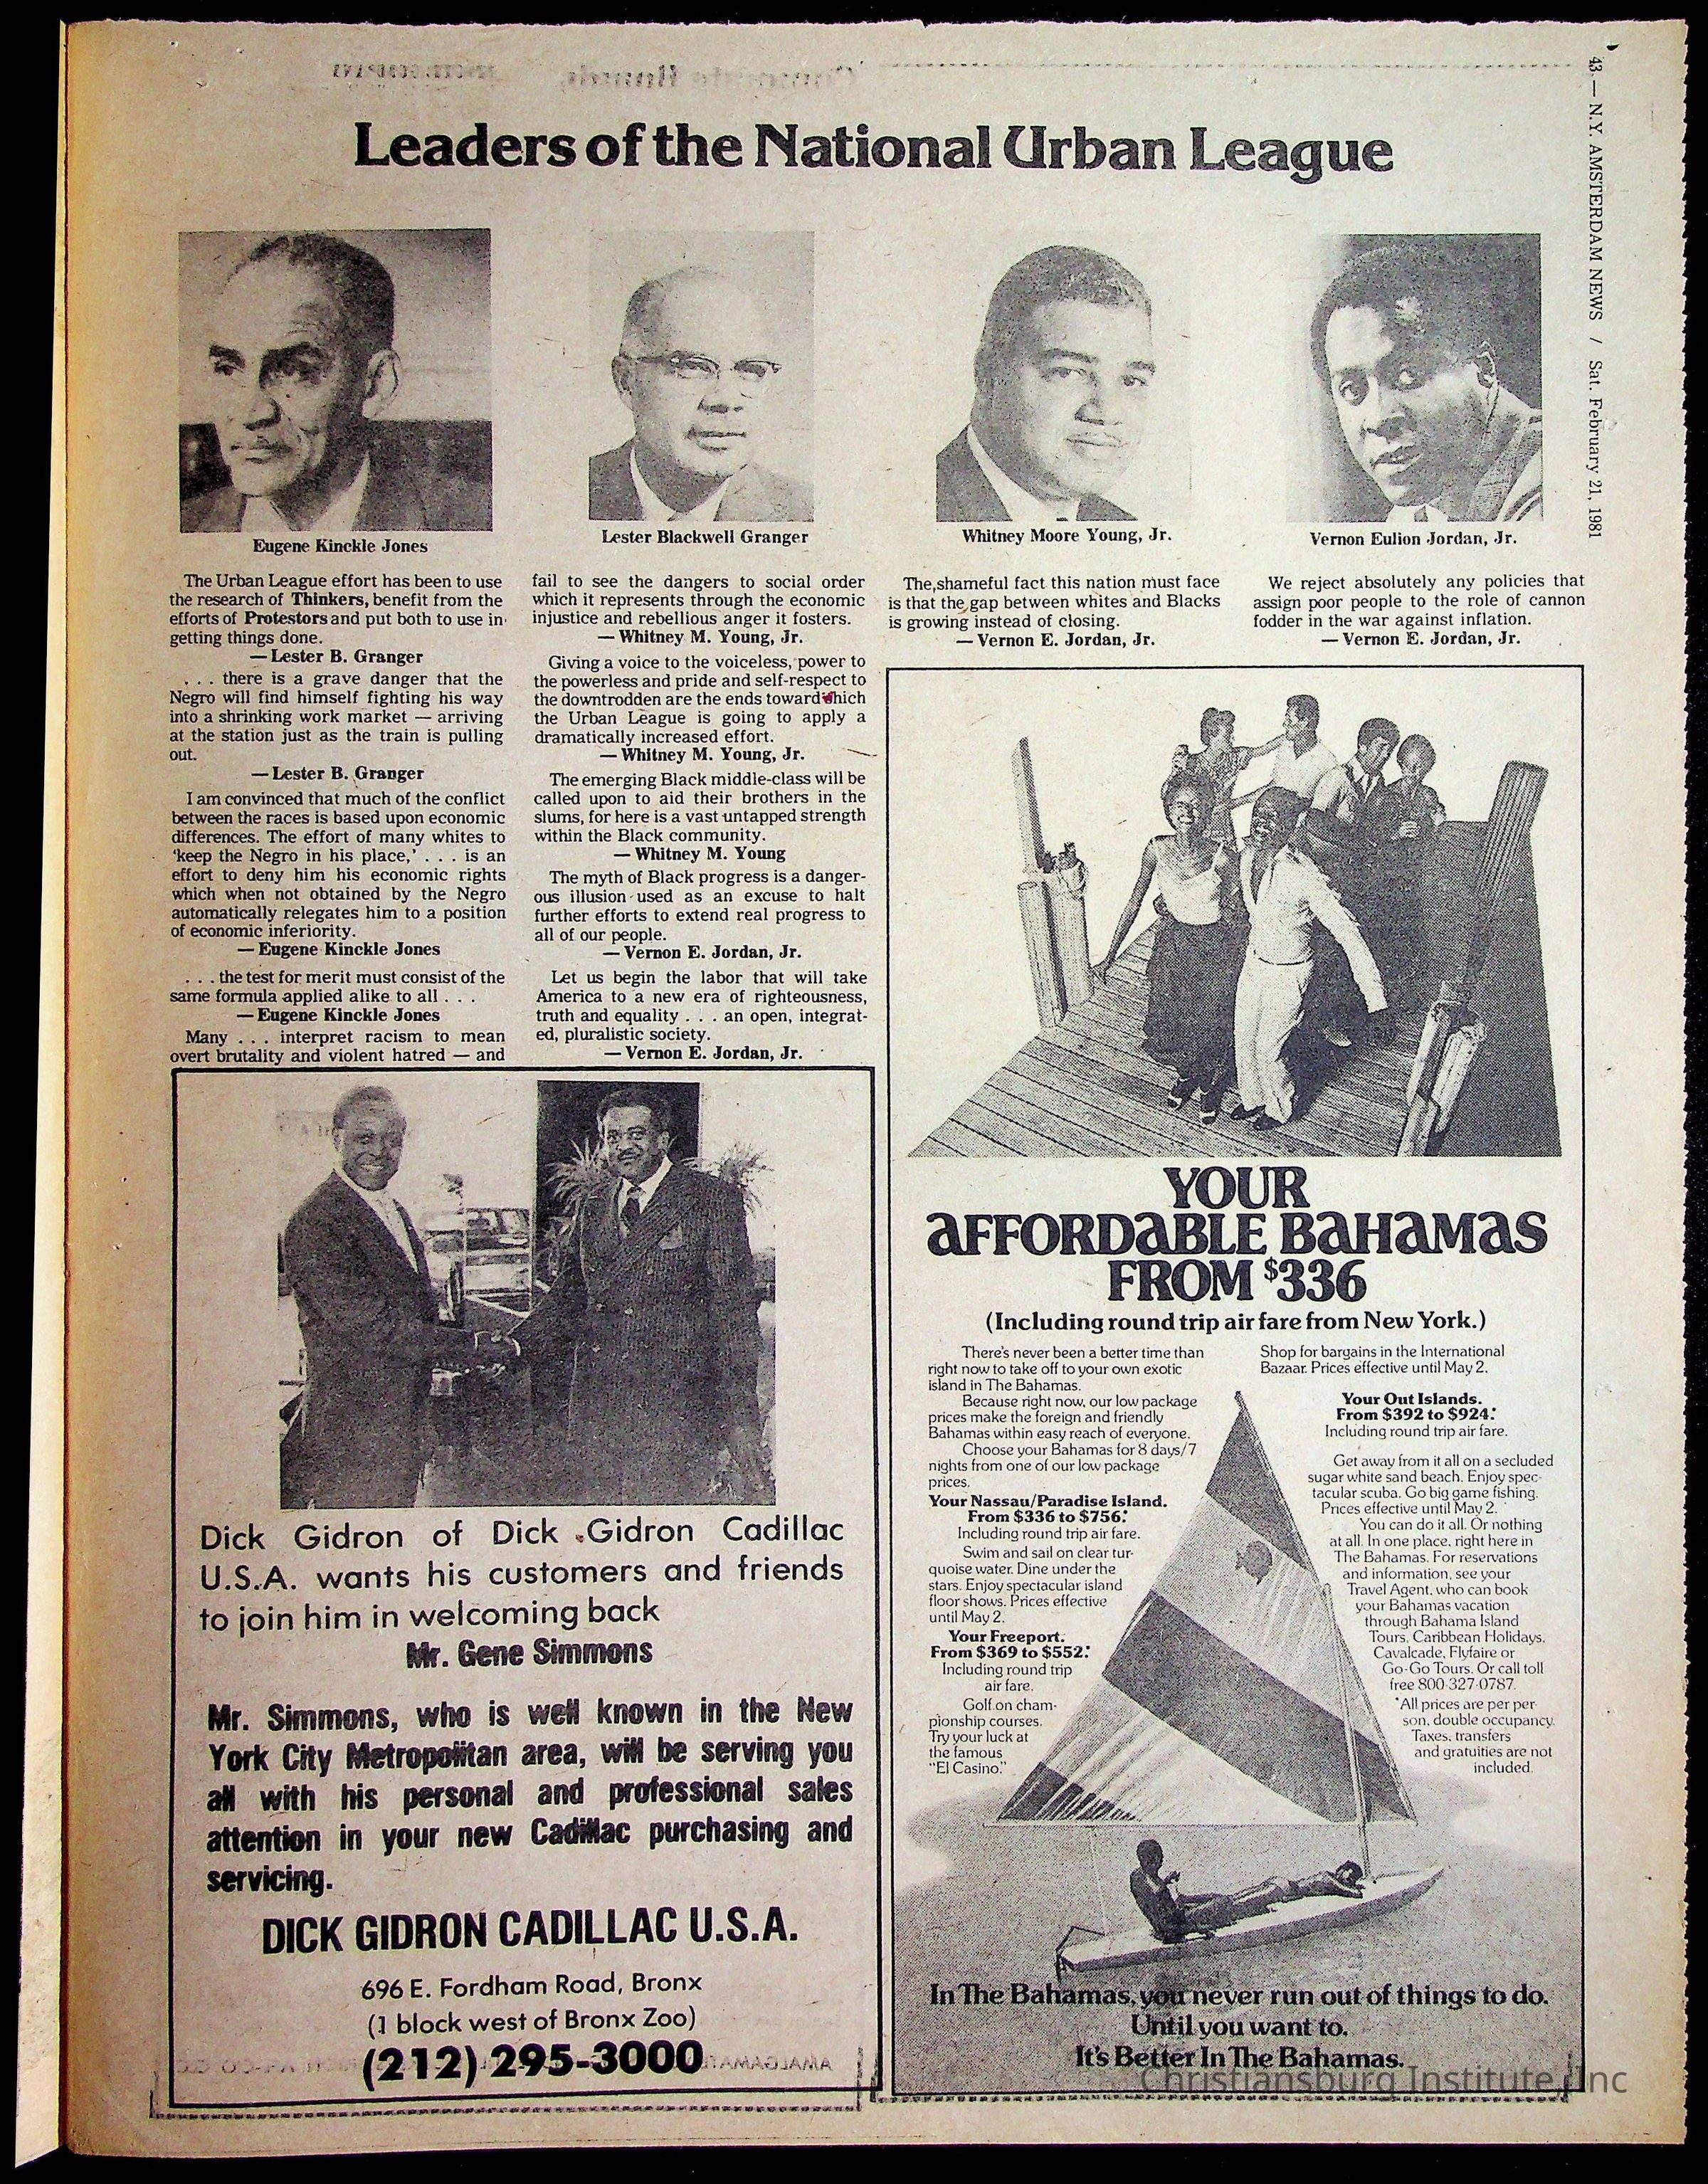 43 — N.Y. AMSTERDAM NEWS / Sat. February 21, 1981
Leaders of the National Urban League
Eugene Kinckle Jones
Lester Blackwell Granger
Whitney Moore Young, Jr.
Vernon Eulion Jordan, Jr.
The Urban League effort has been to use
the research of Thinkers, benefit from the
efforts of Protestors and put both to use in
getting things done.
— Lester B. Granger
. . . there is a grave danger that the
Negro will find himself fighting his way
into a shrinking work market — arriving
at the station just as the train is pulling
out.
— Lester B. Granger
I am convinced that much of the conflict
between the races is based upon economic
differences. The effort of many whites to
‘keep the Negro in his place,’ . . . is an
effort to deny him his economic rights
which when not obtained by the Negro
automatically relegates him to a position
of economic inferiority.
— Eugene Kinckle Jones
. . . the test for merit must consist of the
same formula applied alike to all . . .
— Eugene Kinckle Jones
Many . . . interpret racism to mean
overt brutality and violent hatred — and
fail to see the dangers to social order
which it represents through the economic
injustice and rebellious anger it fosters.
— Whitney M. Young, Jr.
Giving a voice to the voiceless, power to
the powerless and pride and self-respect to
the downtrodden are the ends toward which
the Urban League is going to apply a
dramatically increased effort.
— Whitney M. Young, Jr.
The emerging Black middle-class will be
called upon to aid their brothers in the
slums, for here is a vast untapped strength
within the Black community.
— Whitney M. Young
The myth of Black progress is a danger-
ous illusion used as an excuse to halt
further efforts to extend real progress to
all of our people.
— Vernon E. Jordan, Jr.
Let us begin the labor that will take
America to a new era of righteousness,
truth and equality . . . an open, integrat-
ed, pluralistic society.
— Vernon E. Jordan, Jr.
The shameful fact this nation must face
is that the gap between whites and Blacks
is growing instead of closing.
— Vernon E. Jordan, Jr.
We reject absolutely any policies that
assign poor people to the role of cannon
fodder in the war against inflation.
— Vernon E. Jordan, Jr.
Dick Gidron of Dick Gidron Cadillac
U.S.A. wants his customers and friends
to join him in welcoming back
Mr. Gene Simmons
Mr. Simmons, who is well known in the New
York City Metropolitan area, will be serving you
all with his personal and professional sales
attention in your new Cadillac purchasing and
servicing.
DICK GIDRON CADILLAC U.S.A.
696 E. Fordham Road, Bronx
(1 block west of Bronx Zoo)
(212) 295-3000
YOUR
AFFORDABLE BAHAMAS
FROM $336
(Including round trip air fare from New York.)
There's never been a better time than
right now to take off to your own exotic
island in The Bahamas.
Because right now, our low package
prices make the foreign and friendly
Bahamas within easy reach of everyone.
Choose your Bahamas for 8 days/7
nights from one of our low package
prices.
Your Nassau/Paradise Island.
From $336 to $756.*
Including round trip air fare.
Swim and sail on clear tur-
quoise water. Dine under the
stars. Enjoy spectacular island
floor shows. Prices effective
until May 2.
Your Freeport.
From $369 to $552.*
Including round trip
air fare.
Golf on cham-
pionship courses.
Try your luck at
the famous
"El Casino."
Shop for bargains in the International
Bazaar. Prices effective until May 2.
Your Out Islands.
From $392 to $924.*
Including round trip air fare.
Get away from it all on a secluded
sugar white sand beach. Enjoy spec-
tacular scuba. Go big game fishing.
Prices effective until May 2.
You can do it all. Or nothing
at all. In one place, right here in
The Bahamas. For reservations
and information, see your
Travel Agent, who can book
your Bahamas vacation
through Bahama Island
Tours, Caribbean Holidays,
Cavalcade, Flyfaire or
Go-Go Tours. Or call toll
free 800-327-0787.
*All prices are per per-
son, double occupancy.
Taxes, transfers
and gratuities are not
included.
In The Bahamas, you never run out of things to do.
Until you want to.
It's Better In The Bahamas.
Christiansburg Institute, Inc